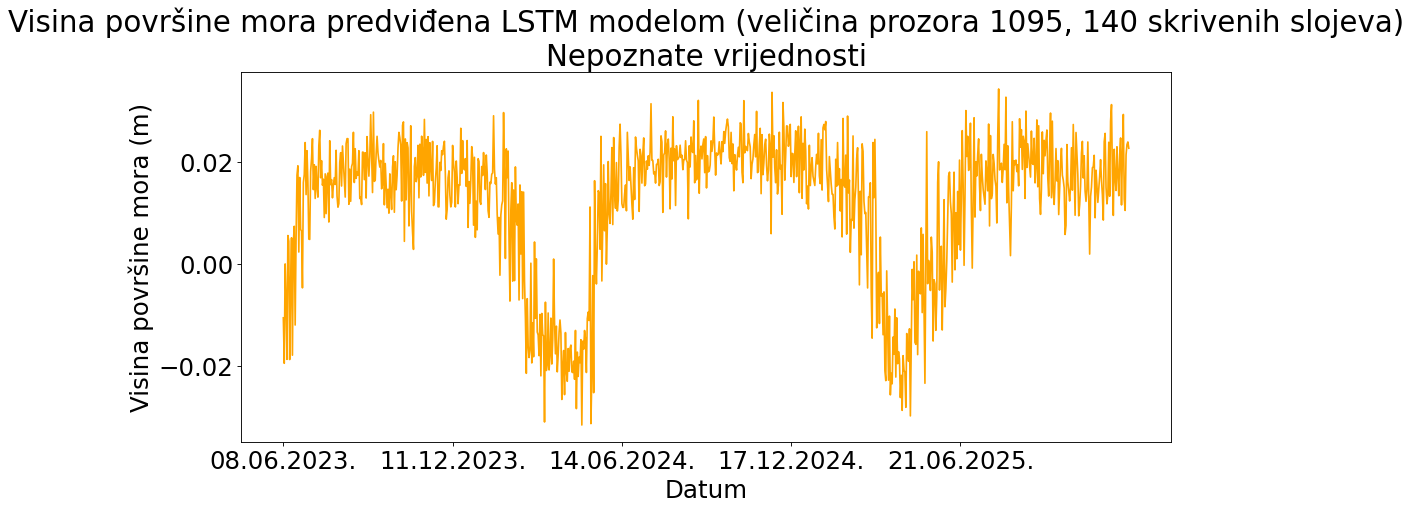 Visina površine mora predviđena LSTM modelom (veličina prozora 1095, 140 skrivenih slojeva)
Nepoznate vrijednosti
Visina površine mora (m)
0.02
0.00
−0.02
08.06.2023. 11.12.2023. 14.06.2024. 17.12.2024. 21.06.2025.
Datum